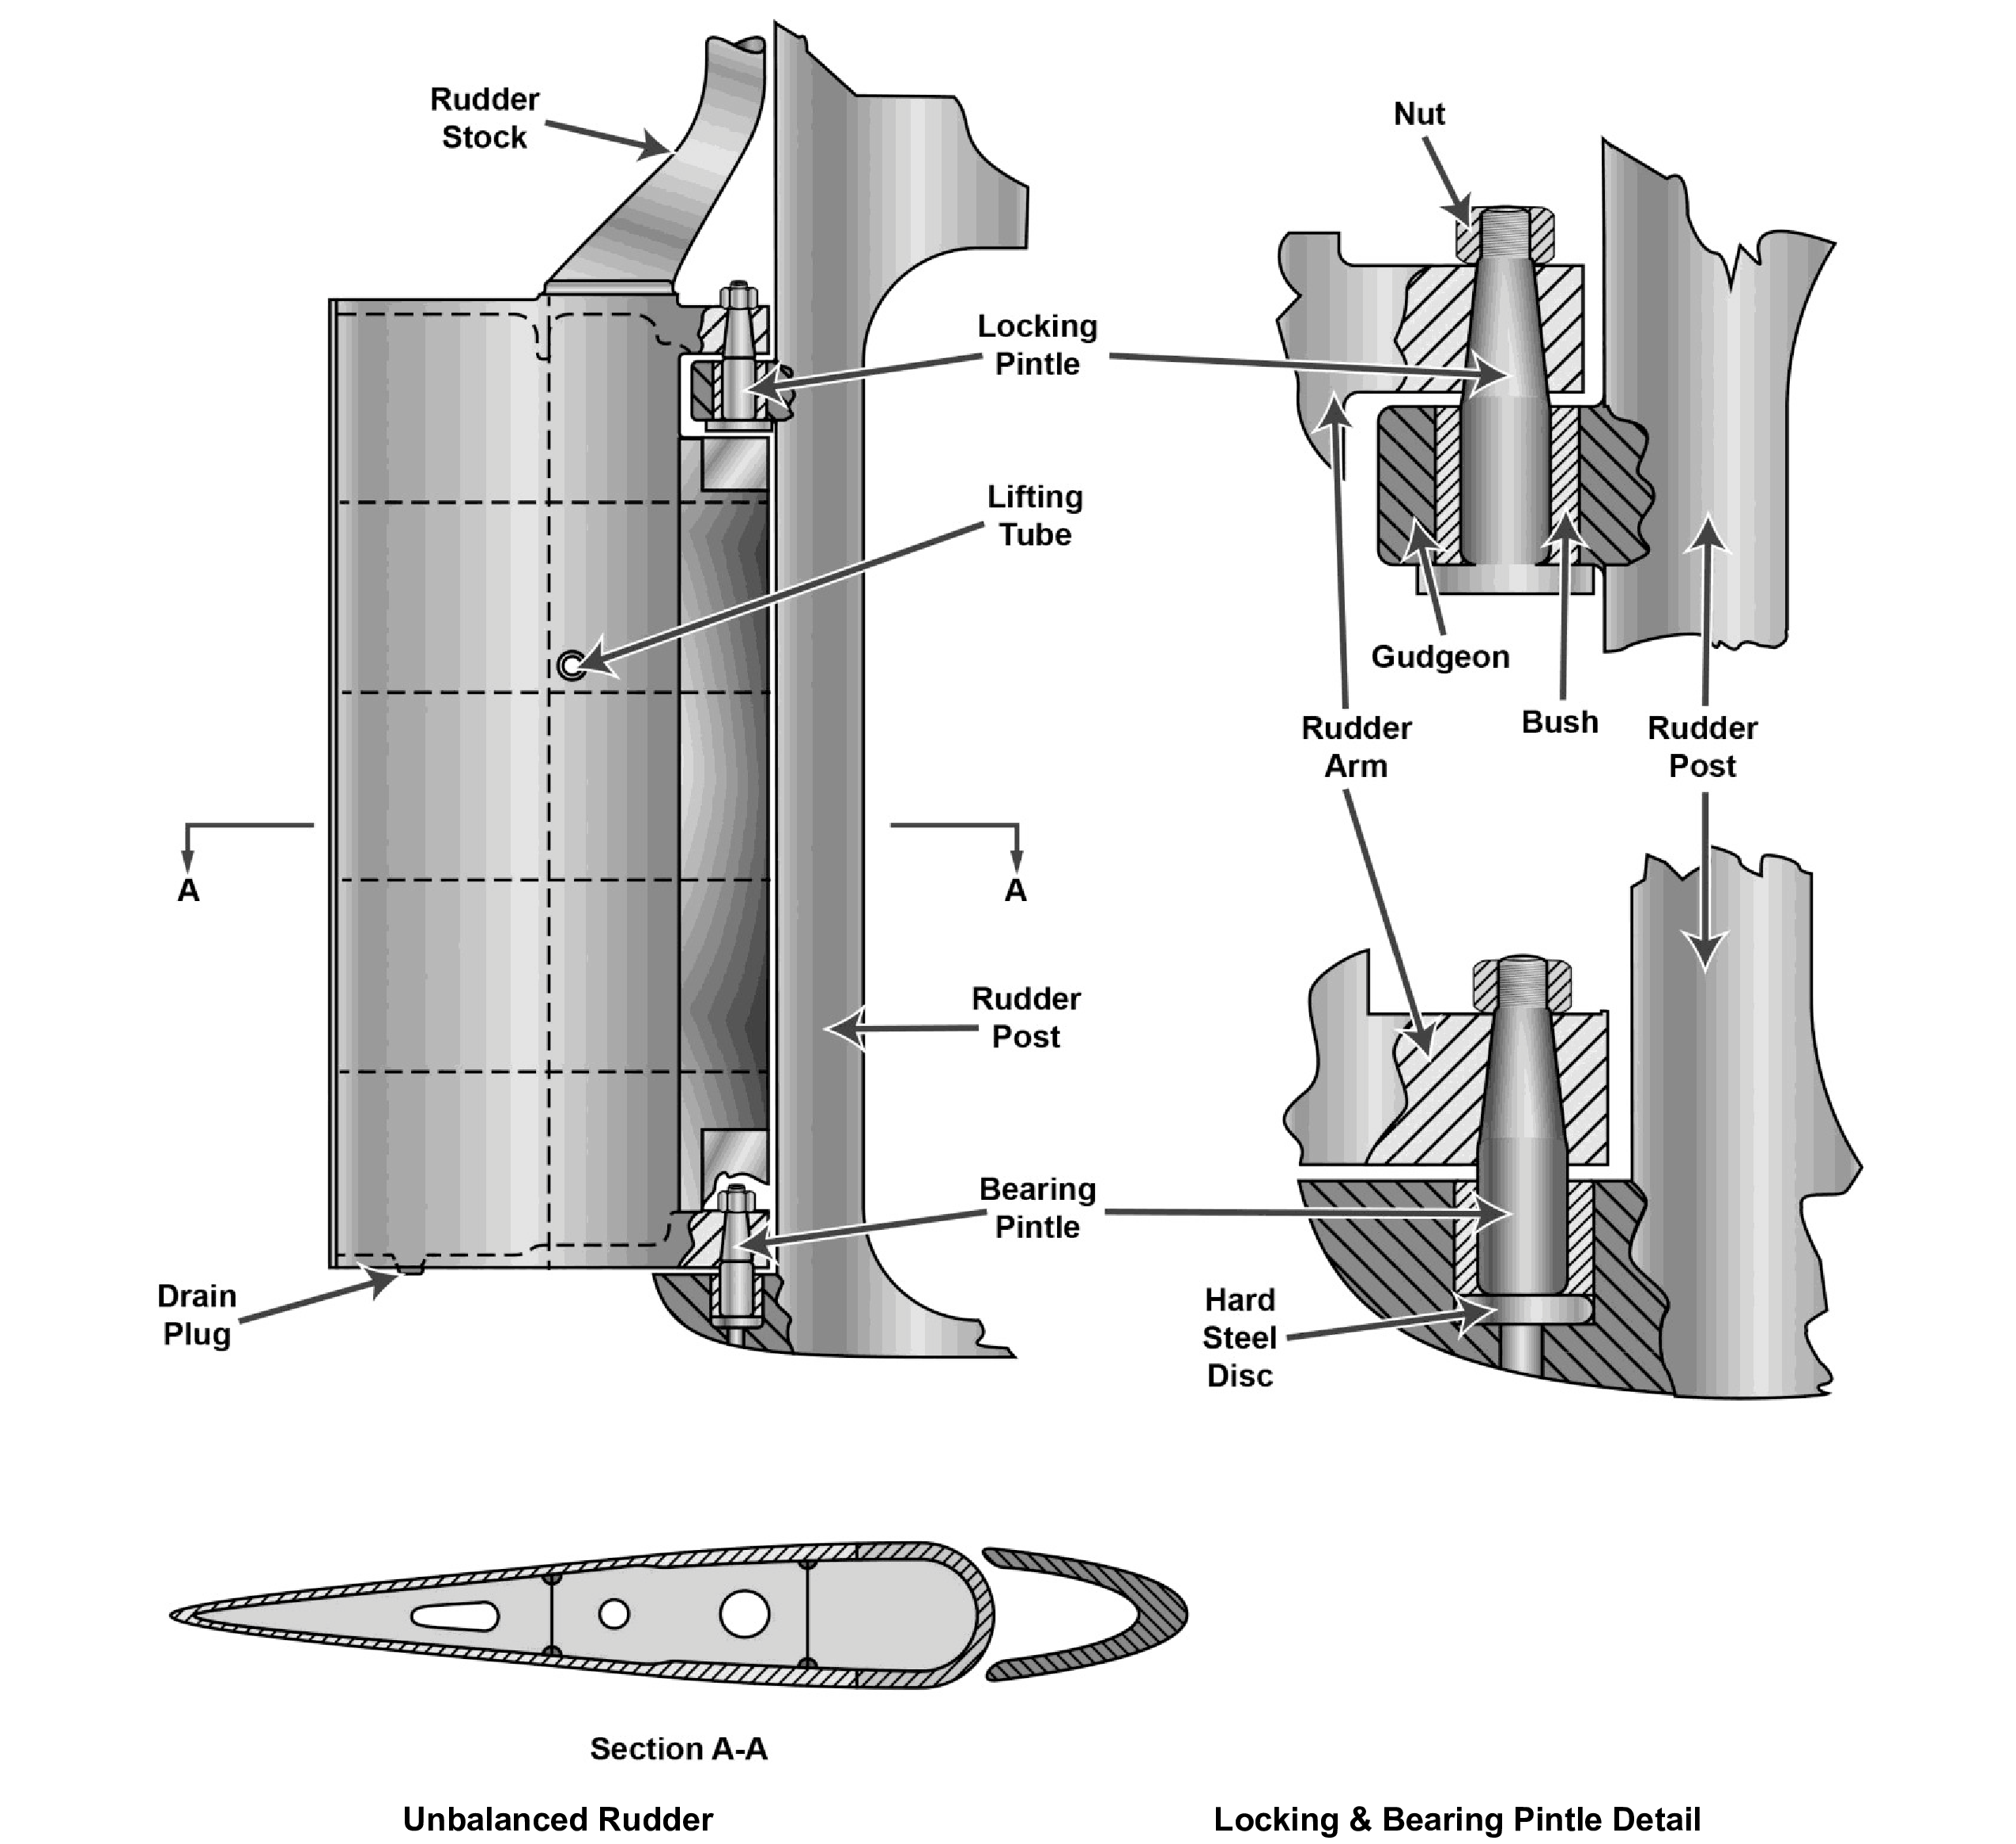 Rudder
Stock
Nut
Locking
Pintle
Lifting
Tube
Gudgeon
Bush
Rudder
Arm
Rudder
Post
A
A
Rudder
Post
Bearing
Pintle
Drain
Plug
Hard
Steel
Disc
Section A-A
Unbalanced Rudder
Locking & Bearing Pintle Detail